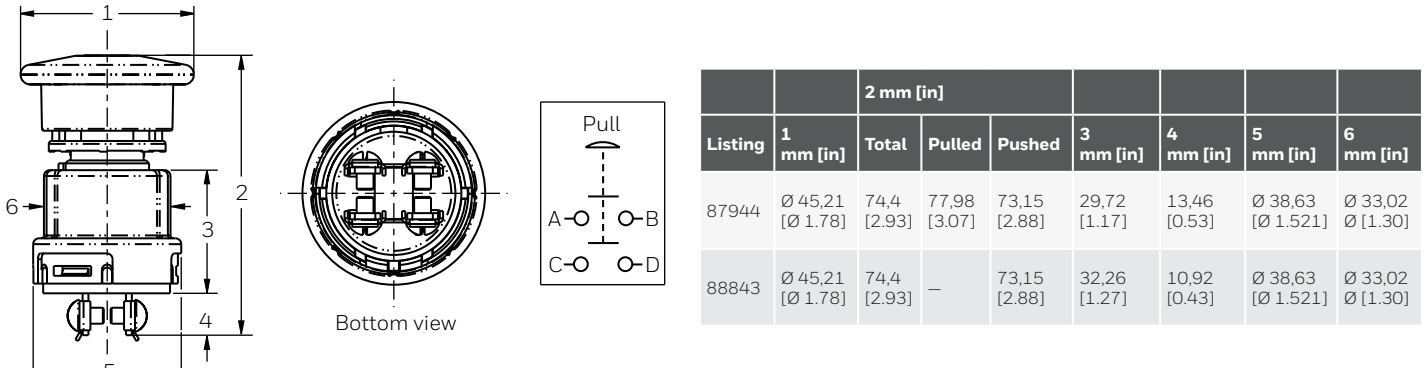 1
2
3
4
5
6
Bottom view
Pull
A B
C D
2 mm [in]
Listing 1 mm [in] Total Pulled Pushed 3 mm [in] 4 mm [in] 5 mm [in] 6 mm [in]
87944 Ø 45,21 [Ø 1.78] 74,4 [2.93] 77,98 [3.07] 73,15 [2.88] 29,72 [1.17] 13,46 [0.53] Ø 38,63 [Ø 1.521] Ø 33,02 Ø [1.30]
88843 Ø 45,21 [Ø 1.78] 74,4 [2.93] — 73,15 [2.88] 32,26 [1.27] 10,92 [0.43] Ø 38,63 [Ø 1.521] Ø 33,02 Ø [1.30]